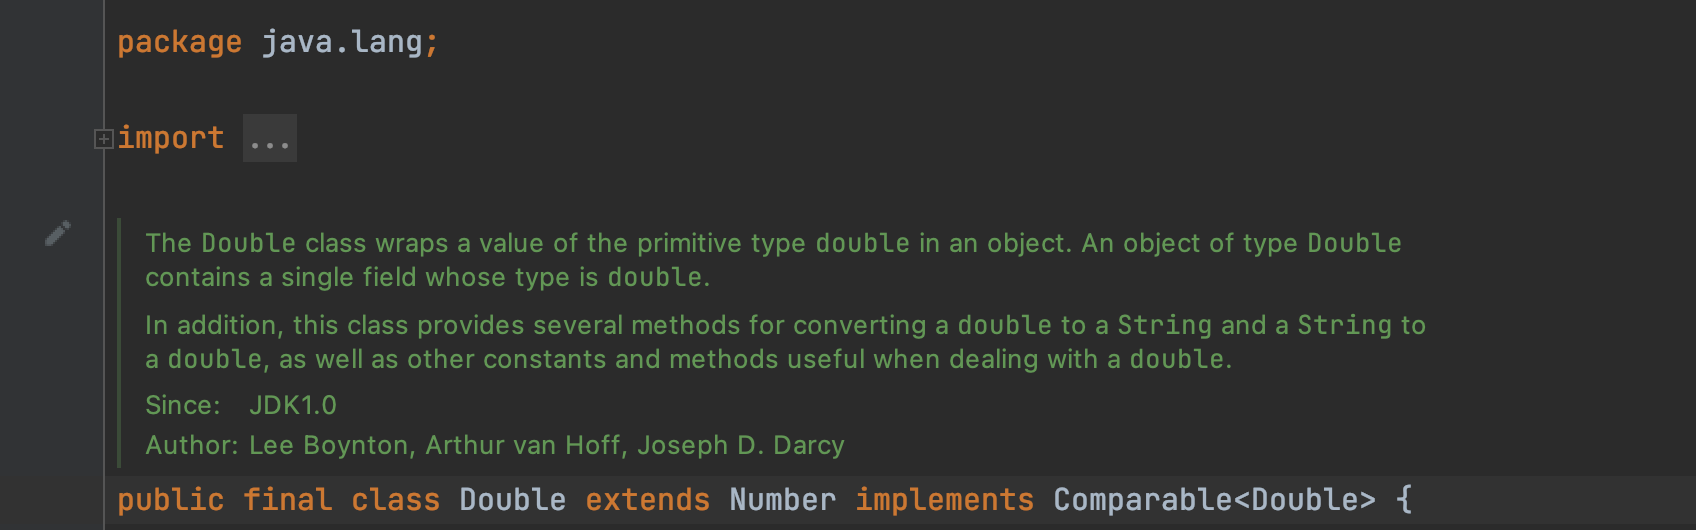 package java.lang;
import ...
The Double class wraps a value of the primitive type double in an object. An object of type Double
contains a single field whose type is double.
In addition, this class provides several methods for converting a double to a String and a String to
a double, as well as other constants and methods useful when dealing with a double.
Since: JDK1.0
Author: Lee Boynton, Arthur van Hoff, Joseph D. Darcy
public final class Double extends Number implements Comparable<Double> {